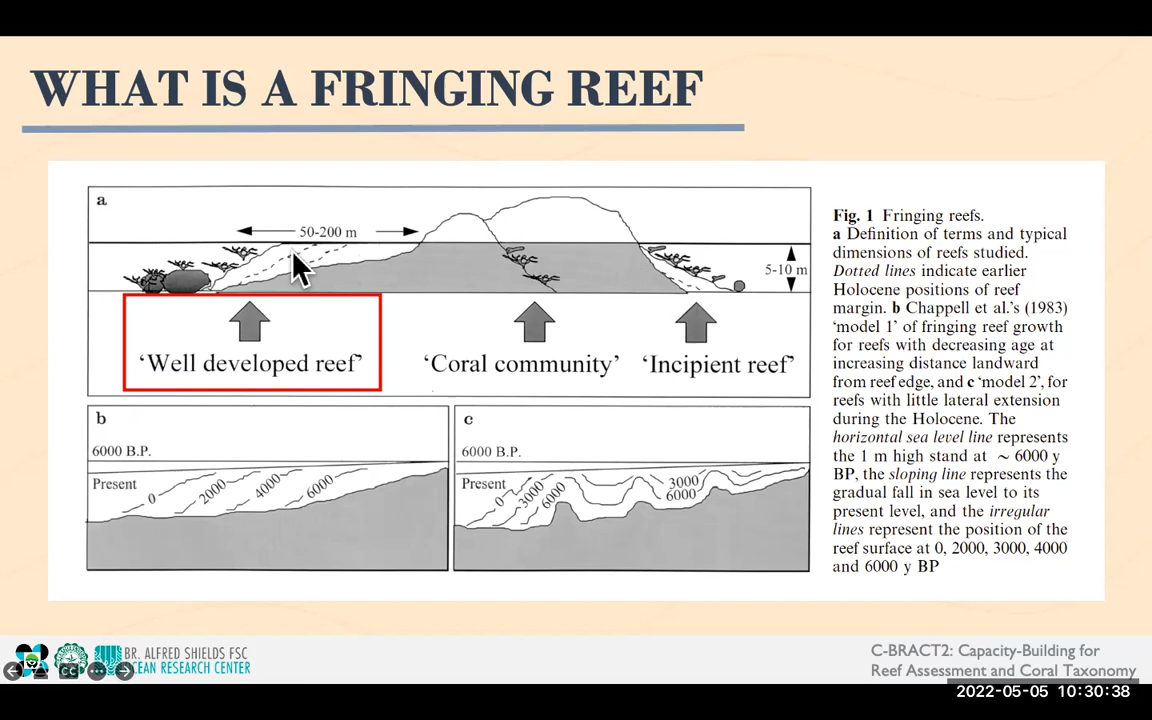 WHAT IS A FRINGING REEF
a
50-200 m
5-10 m
'Well developed reef'
'Coral community'
'Incipient reef'
b
6000 B.P.
Present
0
2000
4000
6000
c
6000 B.P.
Present
0
3000
6000
3000
6000
Fig. 1 Fringing reefs.
a Definition of terms and typical
dimensions of reefs studied.
Dotted lines indicate earlier
Holocene positions of reef
margin. b Chappell et al.'s (1983)
'model 1' of fringing reef growth
for reefs with decreasing age at
increasing distance landward
from reef edge, and c 'model 2', for
reefs with little lateral extension
during the Holocene. The
horizontal sea level line represents
the 1 m high stand at ~ 6000 y
BP, the sloping line represents the
gradual fall in sea level to its
present level, and the irregular
lines represent the position of the
reef surface at 0, 2000, 3000, 4000
and 6000 y BP
BR. ALFRED SHIELDS FSC
OCEAN RESEARCH CENTER
C-BRACT2: Capacity-Building for
Reef Assessment and Coral Taxonomy
2022-05-05 10:30:38